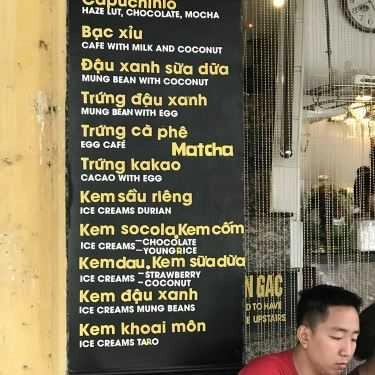 Capuchino
HAZE LUT, CHOCOLATE, MOCHA
Bạc xỉu
CAFE WITH MILK AND COCONUT
Đậu xanh sữa dừa
MUNG BEAN WITH COCONUT
Trứng đậu xanh
MUNG BEAN WITH EGG
Trứng cà phê
EGG CAFÉ
Matcha
Trứng kakao
CACAO WITH EGG
Kem sầu riêng
ICE CREAMS DURIAN
Kem socola, Kem cốm
ICE CREAMS – CHOCOLATE
– YOUNG RICE
Kem dau, Kem sữa dừa
ICE CREAMS – STRAWBERRY
– COCONUT
Kem đậu xanh
ICE CREAMS MUNG BEANS
Kem khoai môn
ICE CREAMS TARO
N GÁC
TO HAVE
UPSTAIRS